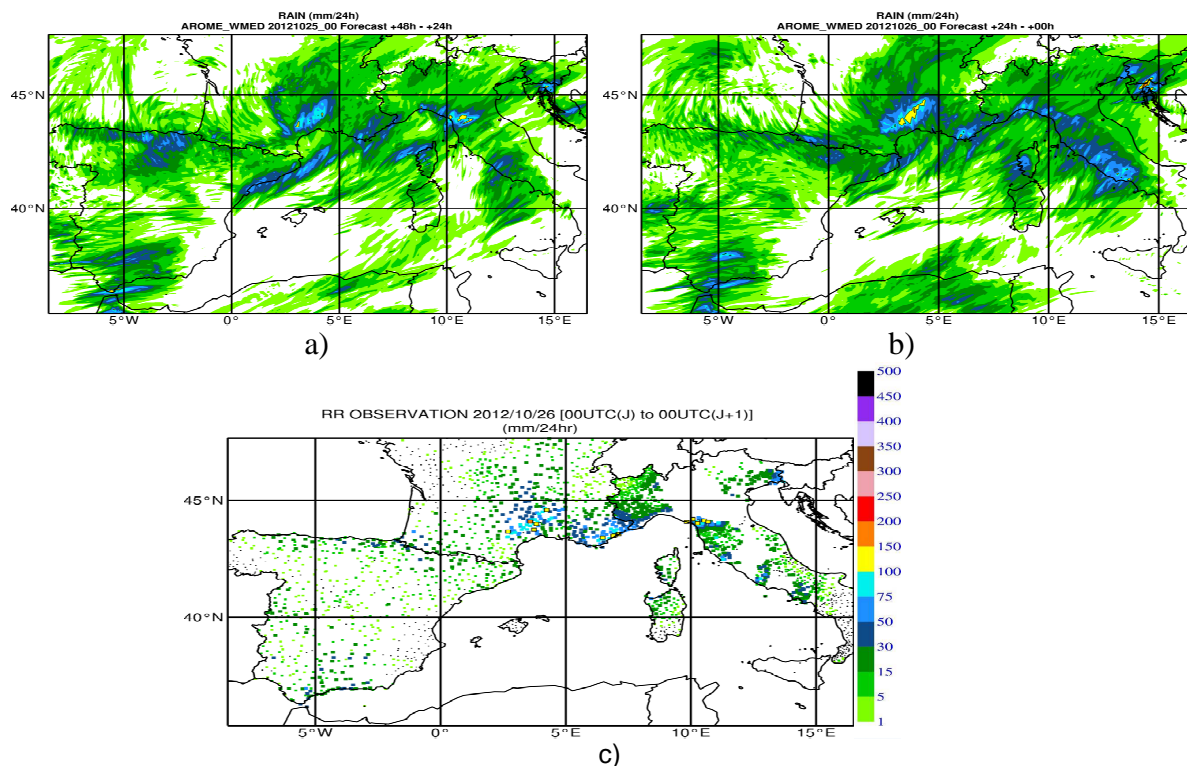 RAIN (mm/24h)
AROME_WMED 20121025_00 Forecast +48h - +24h
45°N
40°N
5°W
0°
5°E
10°E
15°E
a)
RAIN (mm/24h)
AROME_WMED 20121026_00 Forecast +24h - +00h
45°N
40°N
5°W
0°
5°E
10°E
15°E
b)
RR OBSERVATION 2012/10/26 [00UTC(J) to 00UTC(J+1)]
(mm/24hr)
45°N
40°N
5°W
0°E
5°E
10°E
15°E
500
450
400
350
300
250
200
150
100
75
50
30
15
5
1
c)